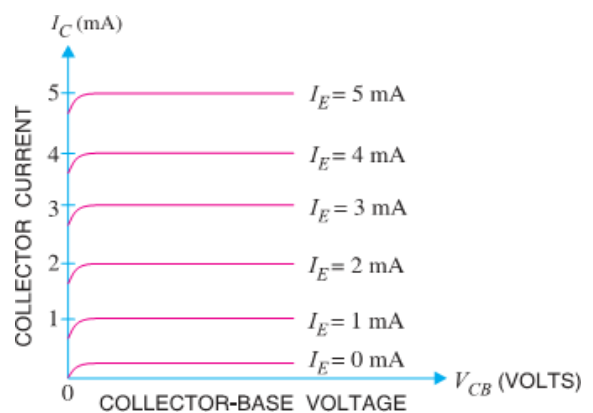 I_C (mA)
COLLECTOR CURRENT
5
4
3
2
1
0
I_E = 5 mA
I_E = 4 mA
I_E = 3 mA
I_E = 2 mA
I_E = 1 mA
I_E = 0 mA
V_CB (VOLTS)
COLLECTOR-BASE VOLTAGE